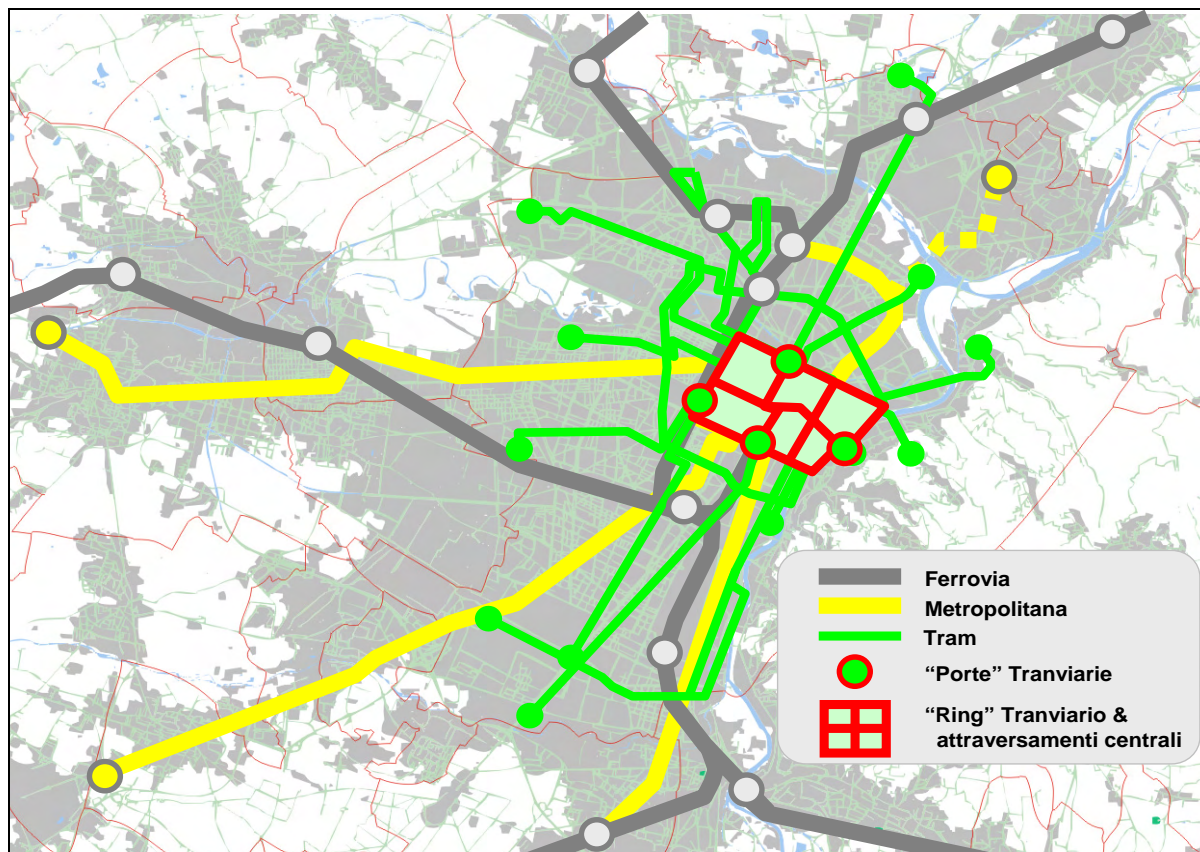 Ferrovia
Metropolitana
Tram
“Porte” Tranviarie
“Ring” Tranviario &
attraversamenti centrali